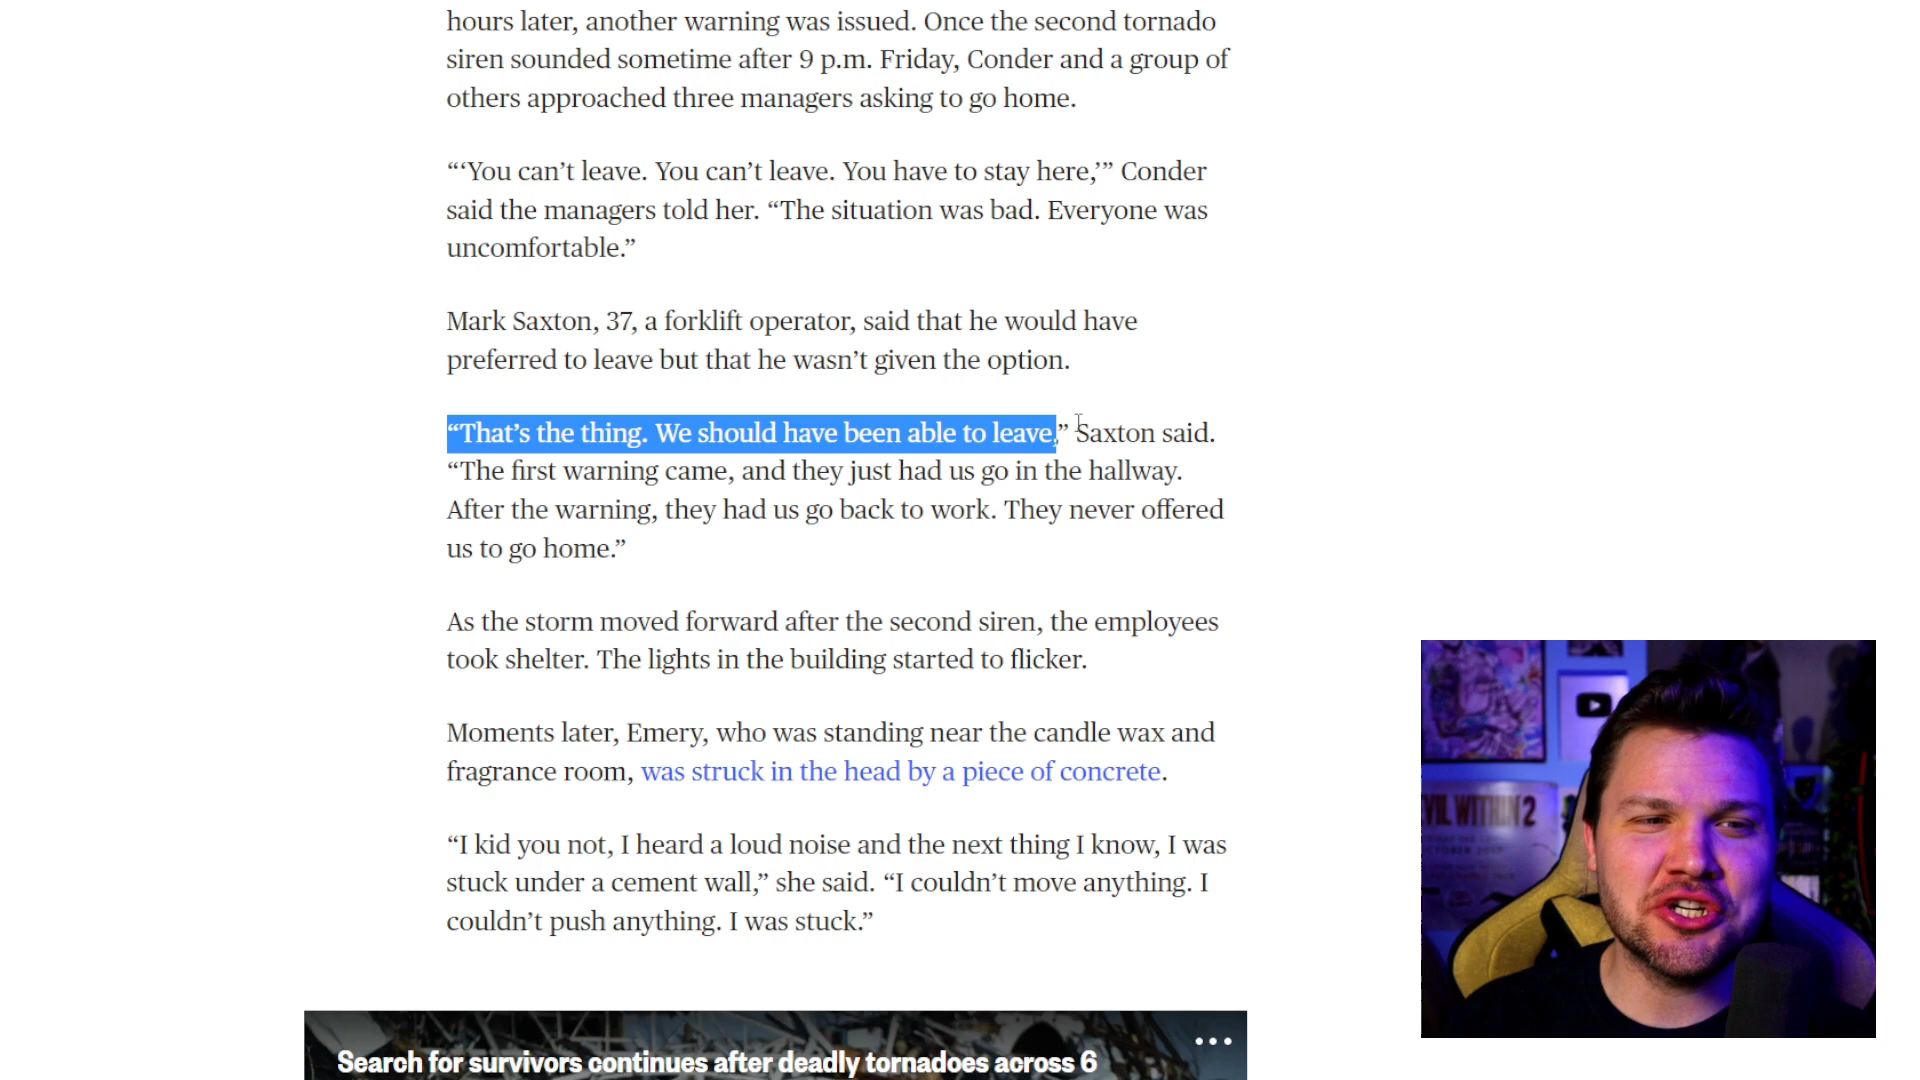 hours later, another warning was issued. Once the second tornado
siren sounded sometime after 9 p.m. Friday, Conder and a group of
others approached three managers asking to go home.
“‘You can’t leave. You can’t leave. You have to stay here,’” Conder
said the managers told her. “The situation was bad. Everyone was
uncomfortable.”
Mark Saxton, 37, a forklift operator, said that he would have
preferred to leave but that he wasn’t given the option.
“That’s the thing. We should have been able to leave,” Saxton said.
“The first warning came, and they just had us go in the hallway.
After the warning, they had us go back to work. They never offered
us to go home.”
As the storm moved forward after the second siren, the employees
took shelter. The lights in the building started to flicker.
Moments later, Emery, who was standing near the candle wax and
fragrance room, was struck in the head by a piece of concrete.
“I kid you not, I heard a loud noise and the next thing I know, I was
stuck under a cement wall,” she said. “I couldn’t move anything. I
couldn’t push anything. I was stuck.”
Search for survivors continues after deadly tornadoes across 6
EVIL WITHIN 2